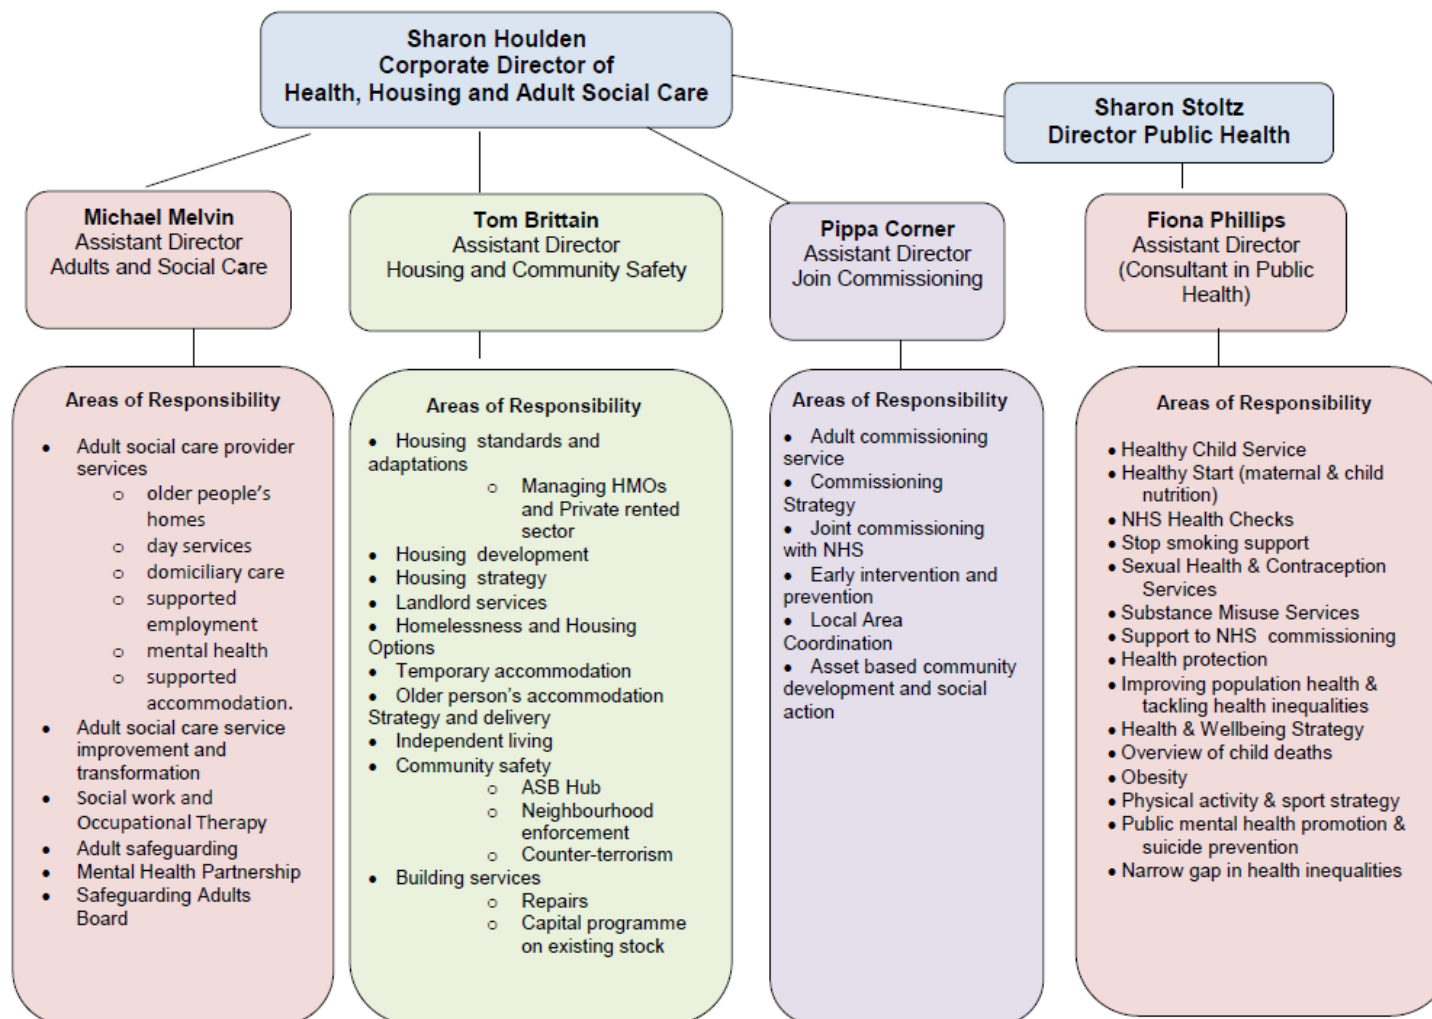 Sharon Houlden
Corporate Director of
Health, Housing and Adult Social Care
Sharon Stoltz
Director Public Health
Michael Melvin
Assistant Director
Adults and Social Care
Tom Brittain
Assistant Director
Housing and Community Safety
Pippa Corner
Assistant Director
Join Commissioning
Fiona Phillips
Assistant Director
(Consultant in Public
Health)
Areas of Responsibility
• Adult social care provider
services
o older people's
homes
o day services
o domiciliary care
o supported
employment
o mental health
o supported
accommodation.
• Adult social care service
improvement and
transformation
• Social work and
Occupational Therapy
• Adult safeguarding
• Mental Health Partnership
• Safeguarding Adults
Board
Areas of Responsibility
• Housing standards and
adaptations
o Managing HMOs
and Private rented
sector
• Housing development
• Housing strategy
• Landlord services
• Homelessness and Housing
Options
• Temporary accommodation
• Older person's accommodation
Strategy and delivery
• Independent living
• Community safety
o ASB Hub
o Neighbourhood
enforcement
o Counter-terrorism
• Building services
o Repairs
o Capital programme
on existing stock
Areas of Responsibility
• Adult commissioning
service
• Commissioning
Strategy
• Joint commissioning
with NHS
• Early intervention and
prevention
• Local Area
Coordination
• Asset based community
development and social
action
Areas of Responsibility
• Healthy Child Service
• Healthy Start (maternal & child
nutrition)
• NHS Health Checks
• Stop smoking support
• Sexual Health & Contraception
Services
• Substance Misuse Services
• Support to NHS commissioning
• Health protection
• Improving population health &
tackling health inequalities
• Health & Wellbeing Strategy
• Overview of child deaths
• Obesity
• Physical activity & sport strategy
• Public mental health promotion &
suicide prevention
• Narrow gap in health inequalities